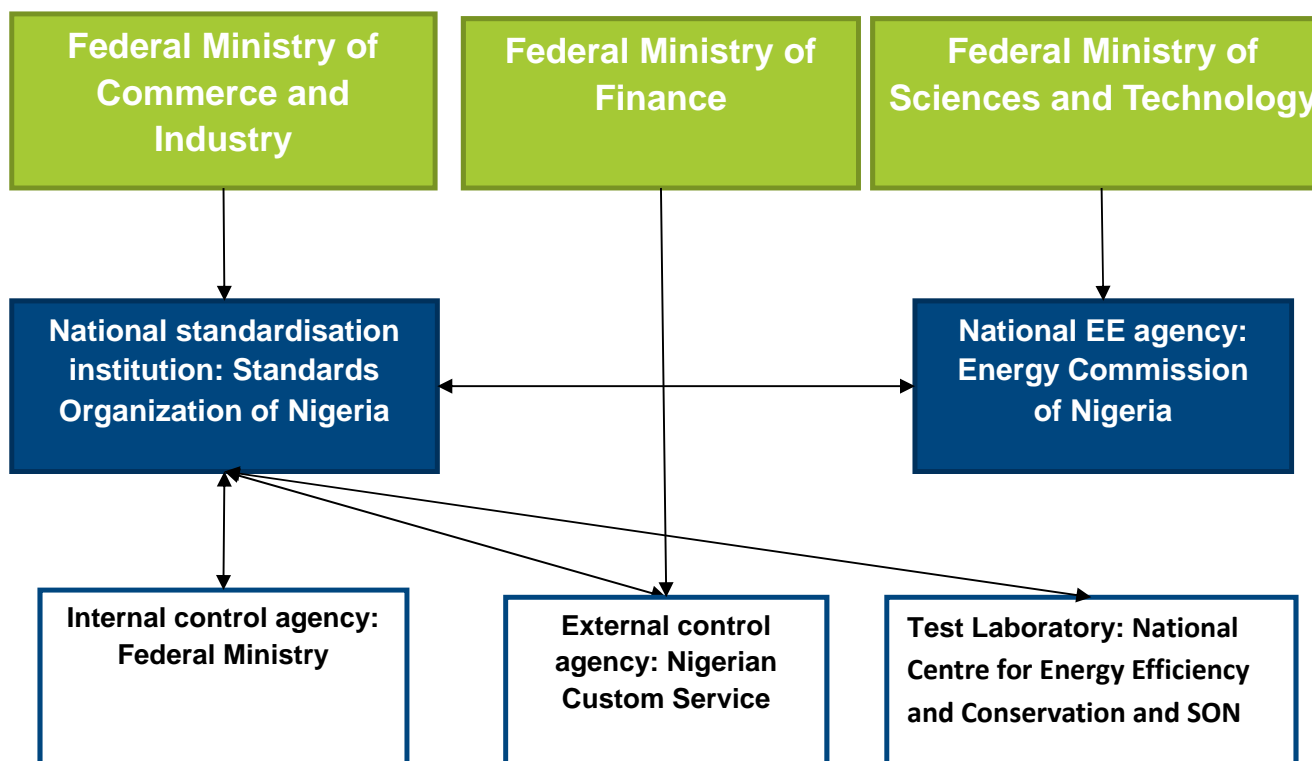 Federal Ministry of
Commerce and
Industry
Federal Ministry of
Finance
Federal Ministry of
Sciences and Technology
National standardisation
institution: Standards
Organization of Nigeria
National EE agency:
Energy Commission
of Nigeria
Internal control agency:
Federal Ministry
External control
agency: Nigerian
Custom Service
Test Laboratory: National
Centre for Energy Efficiency
and Conservation and SON